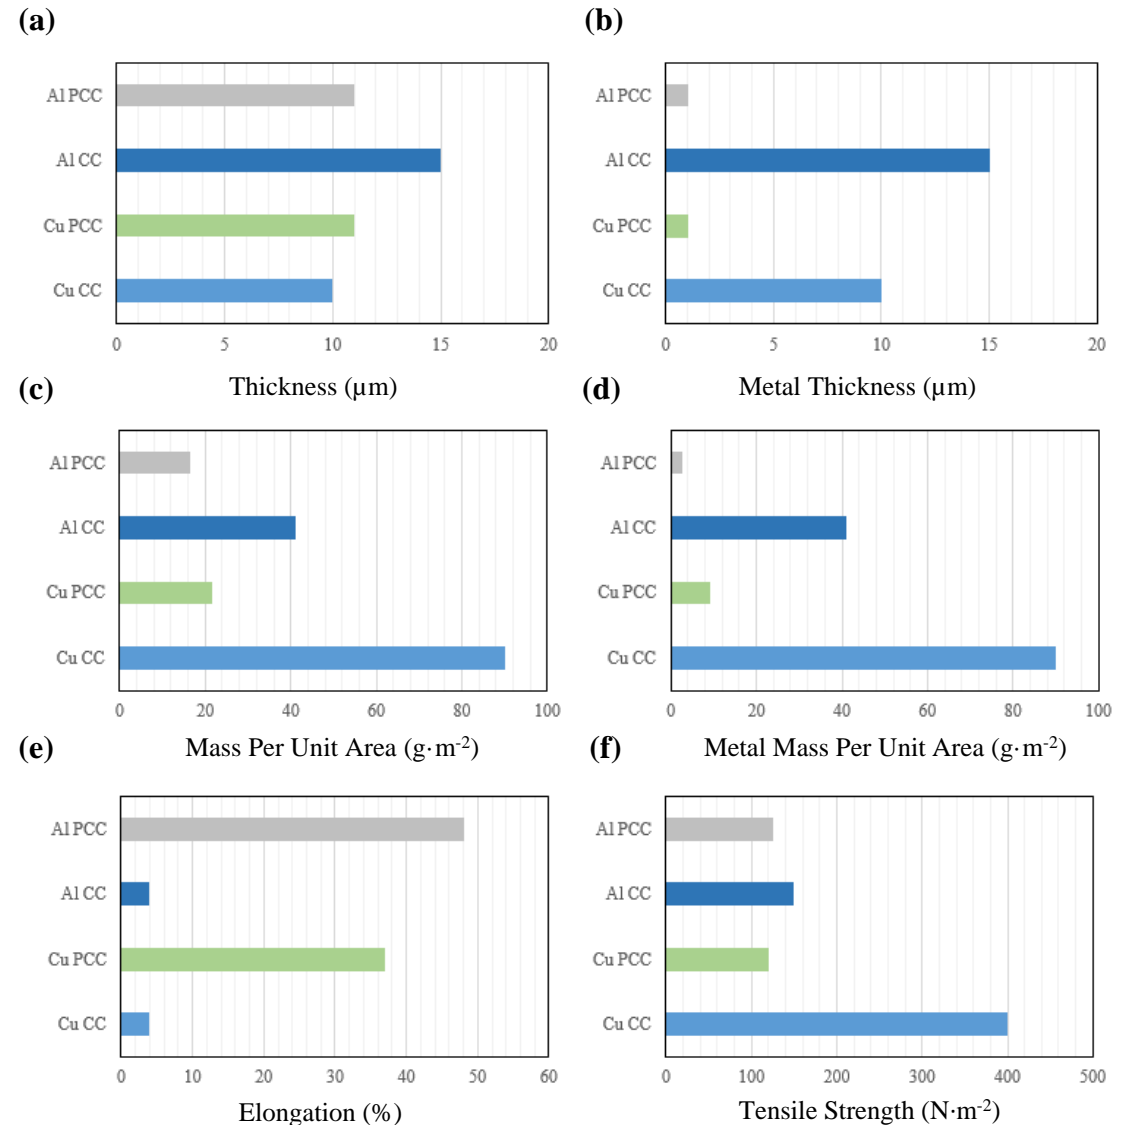 (a)
(b)
Al PCC
Al CC
Cu PCC
Cu CC
0 5 10 15 20
Thickness (µm)
Al PCC
Al CC
Cu PCC
Cu CC
0 5 10 15 20
Metal Thickness (µm)
(c)
(d)
Al PCC
Al CC
Cu PCC
Cu CC
0 20 40 60 80 100
Mass Per Unit Area (g·m-2)
Al PCC
Al CC
Cu PCC
Cu CC
0 20 40 60 80 100
Metal Mass Per Unit Area (g·m-2)
(e)
(f)
Al PCC
Al CC
Cu PCC
Cu CC
0 10 20 30 40 50 60
Elongation (%)
Al PCC
Al CC
Cu PCC
Cu CC
0 100 200 300 400 500
Tensile Strength (N·m-2)